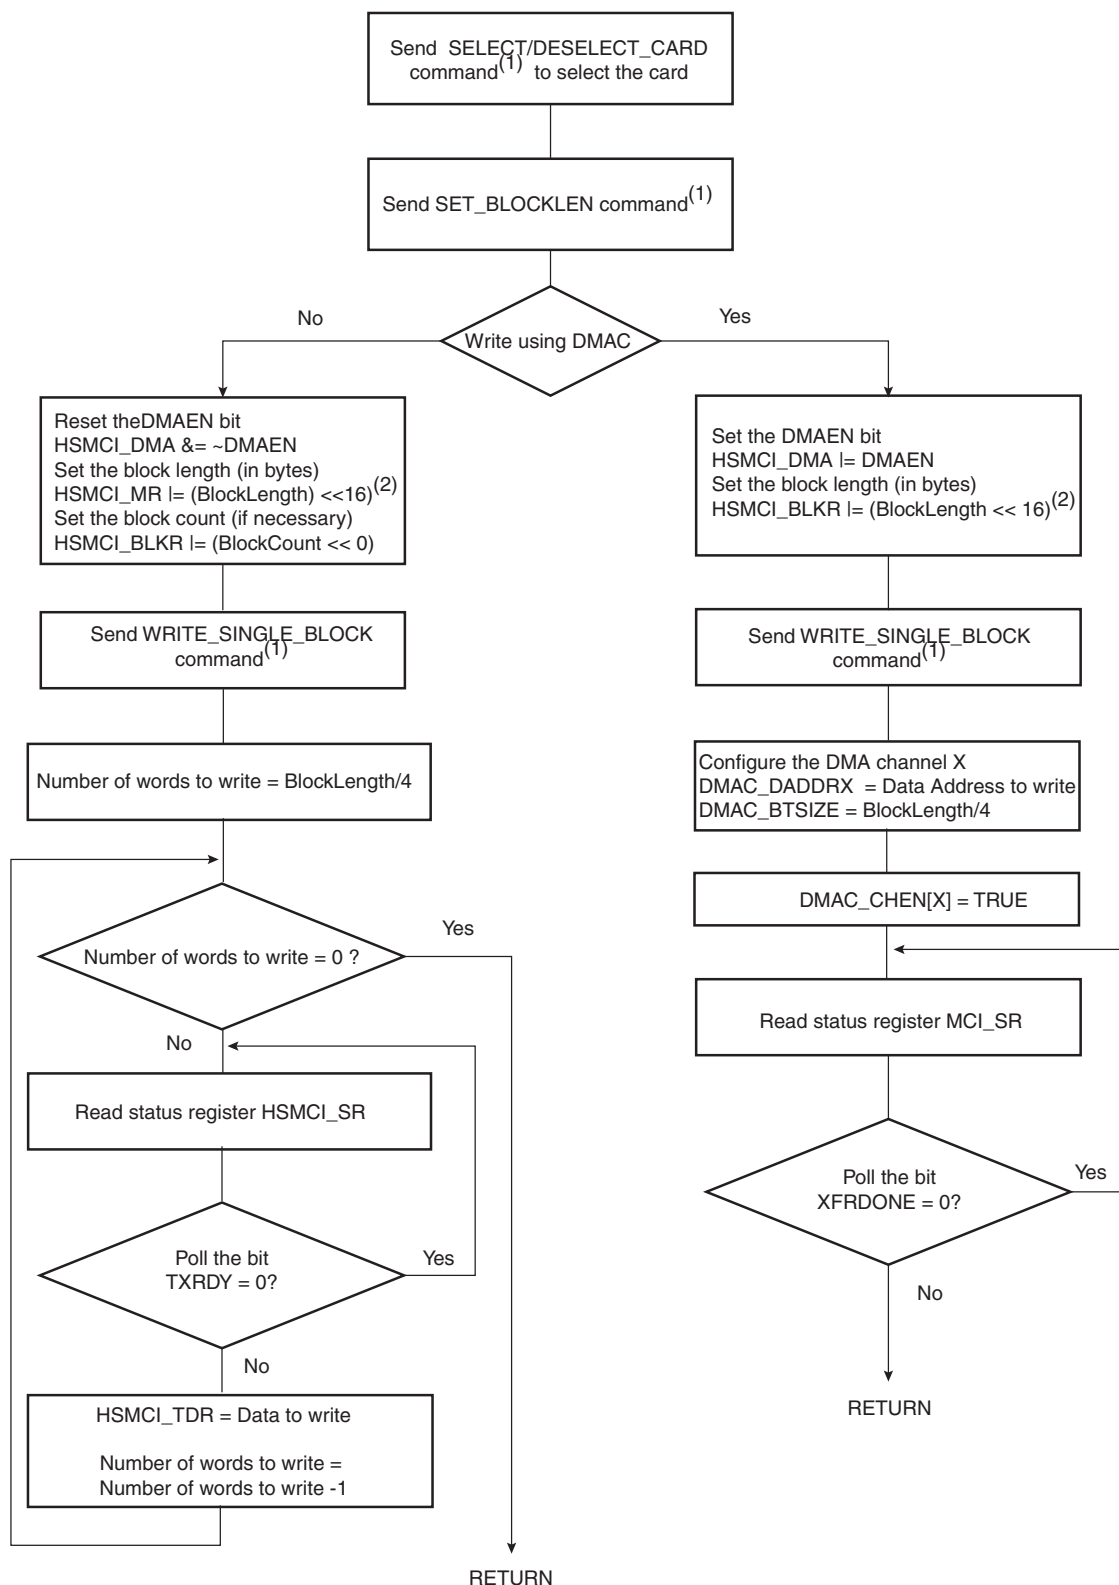 Send SELECT/DESELECT_CARD
command(1) to select the card
Send SET_BLOCKLEN command(1)
Write using DMAC
No
Yes
Reset theDMAEN bit
HSMCI_DMA &= ~DMAEN
Set the block length (in bytes)
HSMCI_MR |= (BlockLength) <<16)(2)
Set the block count (if necessary)
HSMCI_BLKR |= (BlockCount << 0)
Send WRITE_SINGLE_BLOCK
command(1)
Number of words to write = BlockLength/4
Number of words to write = 0 ?
Yes
No
Read status register HSMCI_SR
Poll the bit
TXRDY = 0?
Yes
No
HSMCI_TDR = Data to write
Number of words to write =
Number of words to write -1
RETURN
Set the DMAEN bit
HSMCI_DMA |= DMAEN
Set the block length (in bytes)
HSMCI_BLKR |= (BlockLength << 16)(2)
Send WRITE_SINGLE_BLOCK
command(1)
Configure the DMA channel X
DMAC_DADDRX = Data Address to write
DMAC_BTSIZE = BlockLength/4
DMAC_CHEN[X] = TRUE
Read status register MCI_SR
Poll the bit
XFRDONE = 0?
Yes
No
RETURN